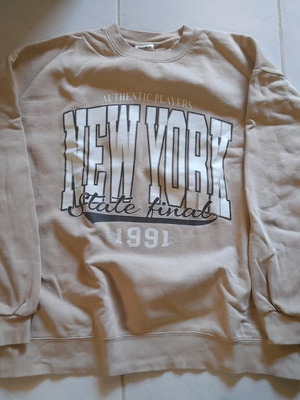 AUTHENTIC PLAYERS
NEW YORK
State final
1991